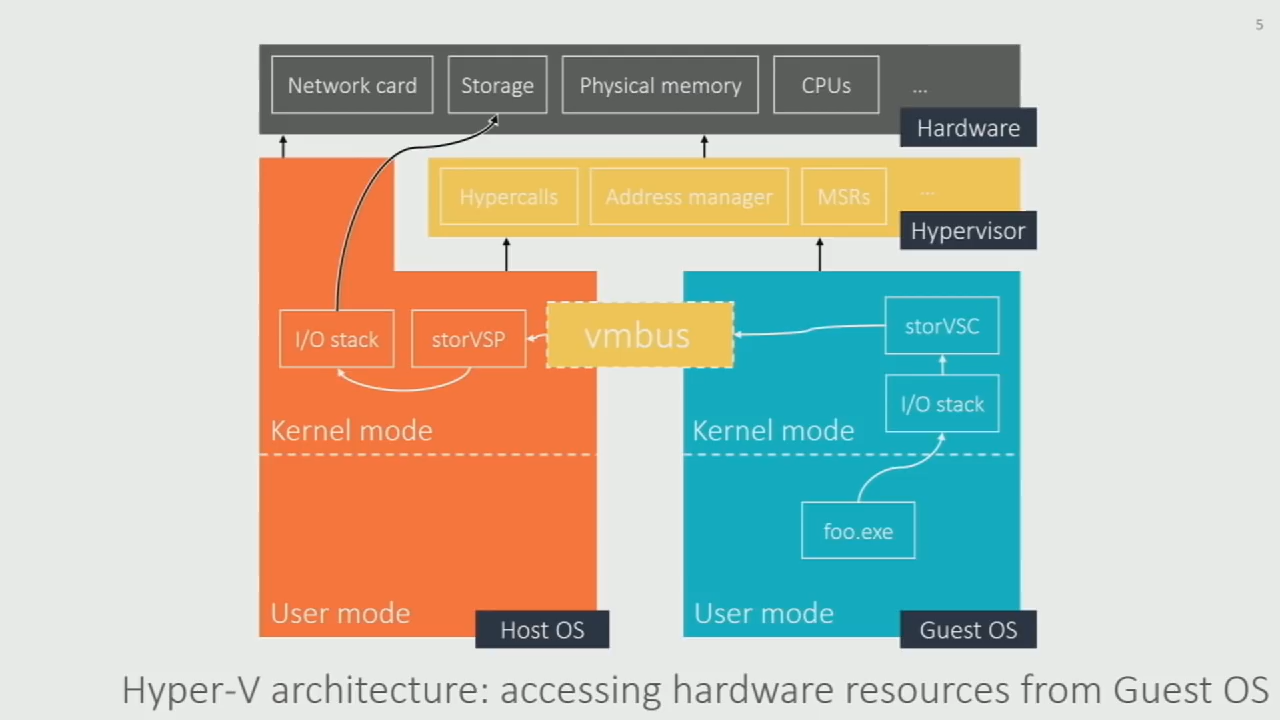 5
Network card
Storage
Physical memory
CPUs
...
Hardware
Hypercalls
Address manager
MSRs
...
Hypervisor
I/O stack
storVSP
vmbus
storVSC
I/O stack
Kernel mode
Kernel mode
foo.exe
User mode
User mode
Host OS
Guest OS
Hyper-V architecture: accessing hardware resources from Guest OS